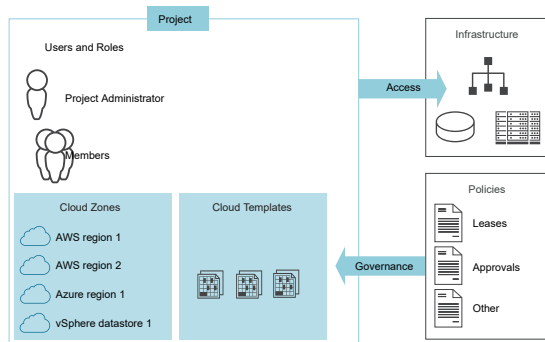 Project
Users and Roles
Project Administrator
Members
Cloud Zones
AWS region 1
AWS region 2
Azure region 1
vSphere datastore 1
Cloud Templates
Access
Infrastructure
Governance
Policies
Leases
Approvals
Other